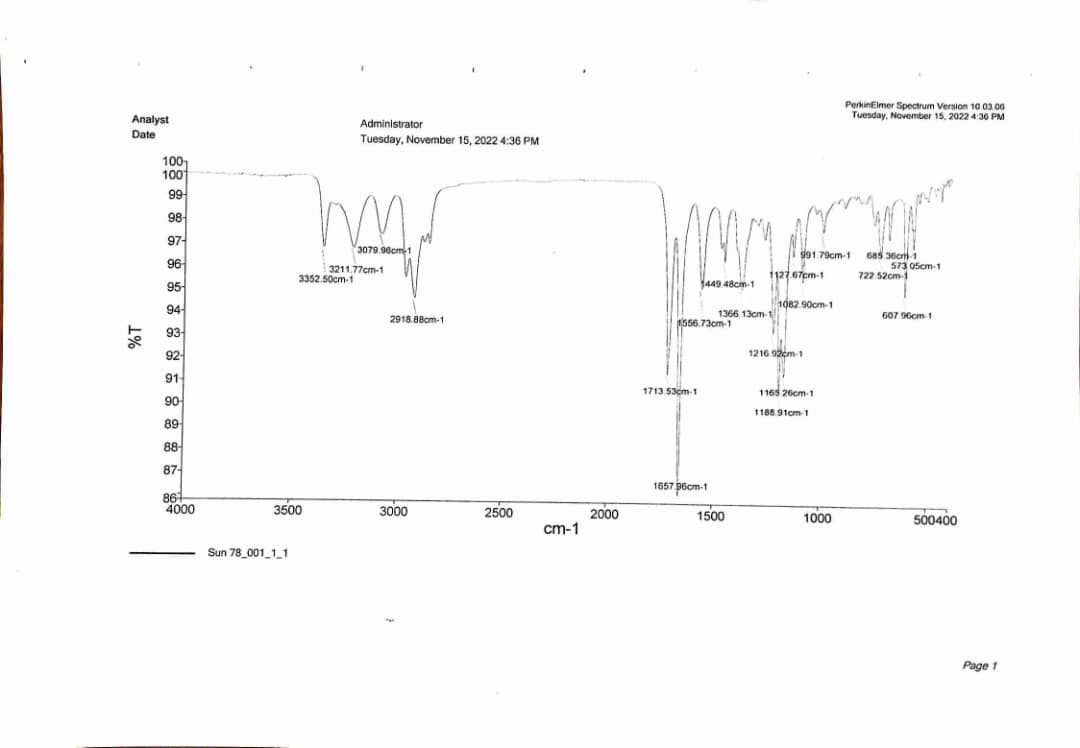 PerkinElmer Spectrum Version 10.03.06
Tuesday, November 15, 2022 4:36 PM
Analyst
Administrator
Date
Tuesday, November 15, 2022 4:36 PM
100
100
99
98
97
96
95
94
93
92
91
90
89
88
87
86
%T
3352.50cm-1
3211.77cm-1
3079.96cm-1
2918.88cm-1
1713.53cm-1
1657.96cm-1
1556.73cm-1
1449.48cm-1
1366.13cm-1
1216.92cm-1
1188.91cm-1
1165.26cm-1
1127.67cm-1
1082.90cm-1
991.79cm-1
722.52cm-1
685.36cm-1
607.96cm-1
573.05cm-1
4000
3500
3000
2500
2000
1500
1000
500400
cm-1
Sun 78_001_1_1
Page 1